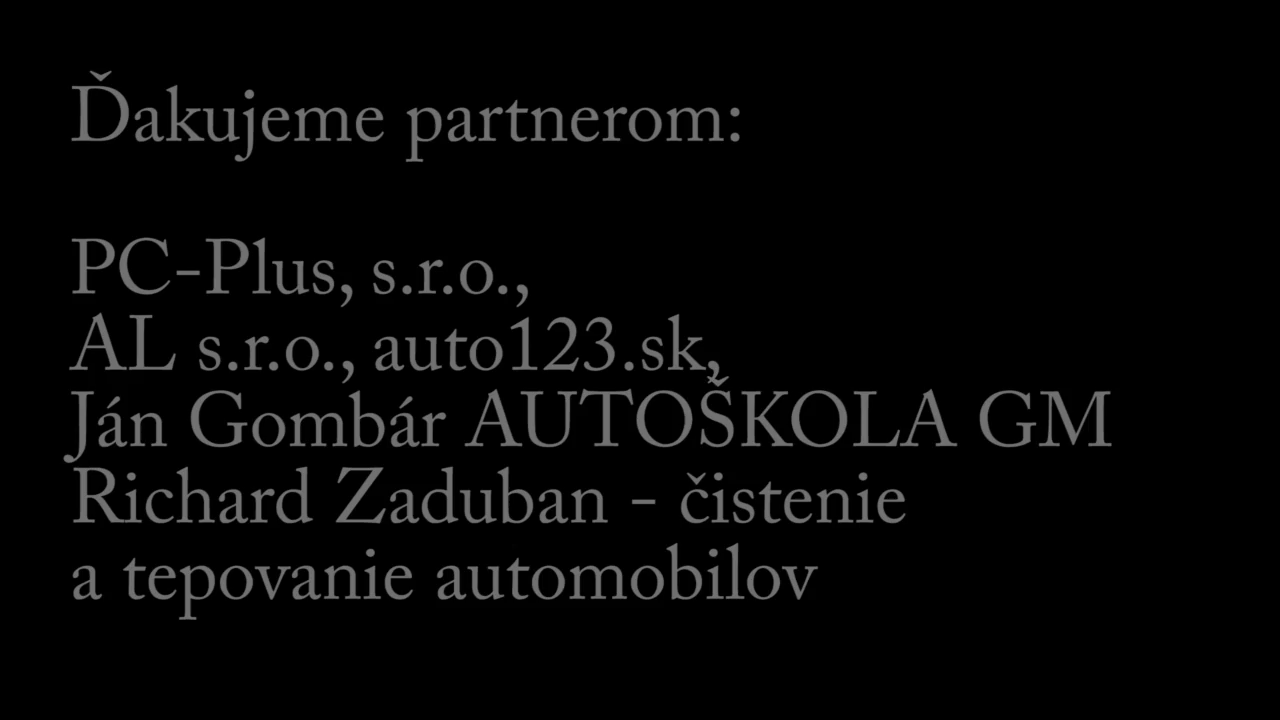 Ďakujeme partnerom:
PC-Plus, s.r.o.,
AL s.r.o., auto123.sk,
Ján Gombár AUTOŠKOLA GM
Richard Zaduban - čistenie
a tepovanie automobilov